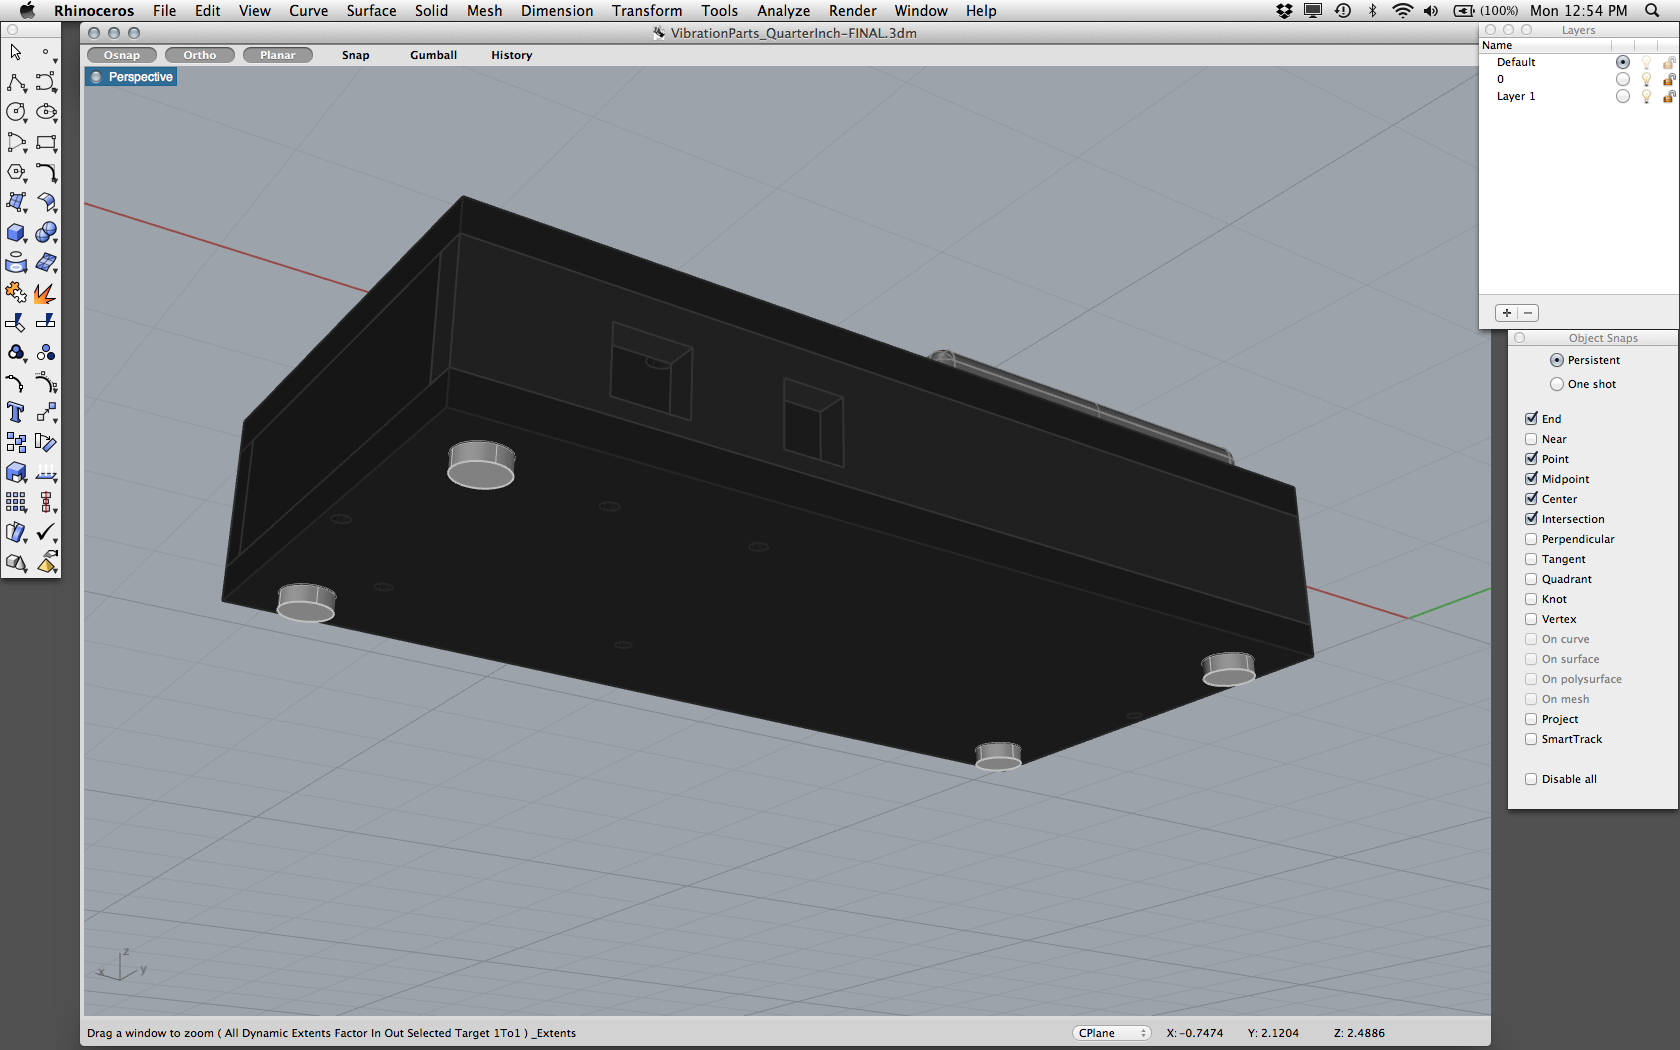 Rhinoceros File Edit View Curve Surface Solid Mesh Dimension Transform Tools Analyze Render Window Help (100%) Mon 12:54 PM
VibrationParts_QuarterInch-FINAL.3dm
Osnap Ortho Planar Snap Gumball History
Perspective
Layers
Name
Default
0
Layer 1
Object Snaps
Persistent
One shot
End
Near
Point
Midpoint
Center
Intersection
Perpendicular
Tangent
Quadrant
Knot
Vertex
On curve
On surface
On polysurface
On mesh
Project
SmartTrack
Disable all
z
x y
Drag a window to zoom ( All Dynamic Extents Factor In Out Selected Target 1To1 ) _Extents
CPlane X: -0.7474 Y: 2.1204 Z: 2.4886